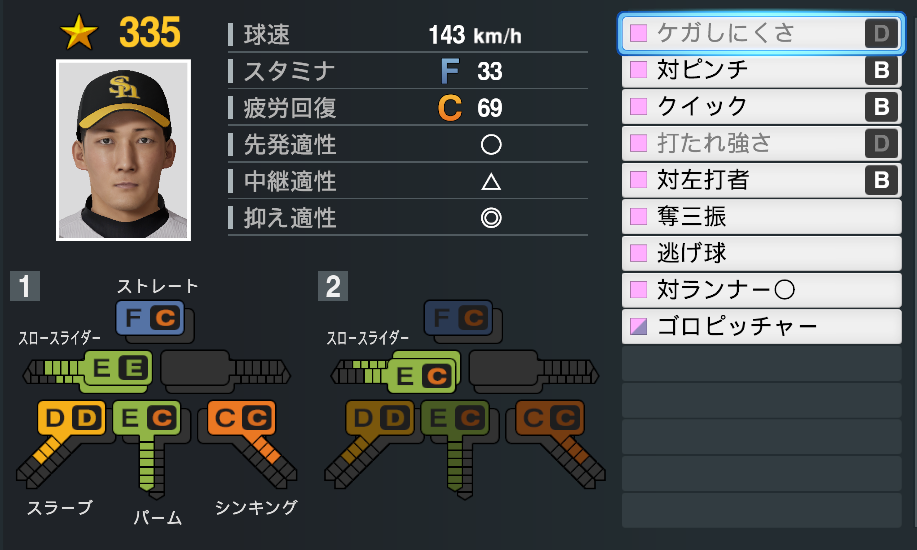 335
球速 143 km/h
スタミナ F 33
疲労回復 C 69
先発適性 ○
中継適性 △
抑え適性 ◎
ケガしにくさ D
対ピンチ B
クイック B
打たれ強さ D
対左打者 B
奪三振
逃げ球
対ランナー○
ゴロピッチャー
1
ストレート
F C
スロースライダー
E E
D D
E C
C C
スラーブ
パーム
シンキング
2
F C
スロースライダー
E C
D D
E C
C C